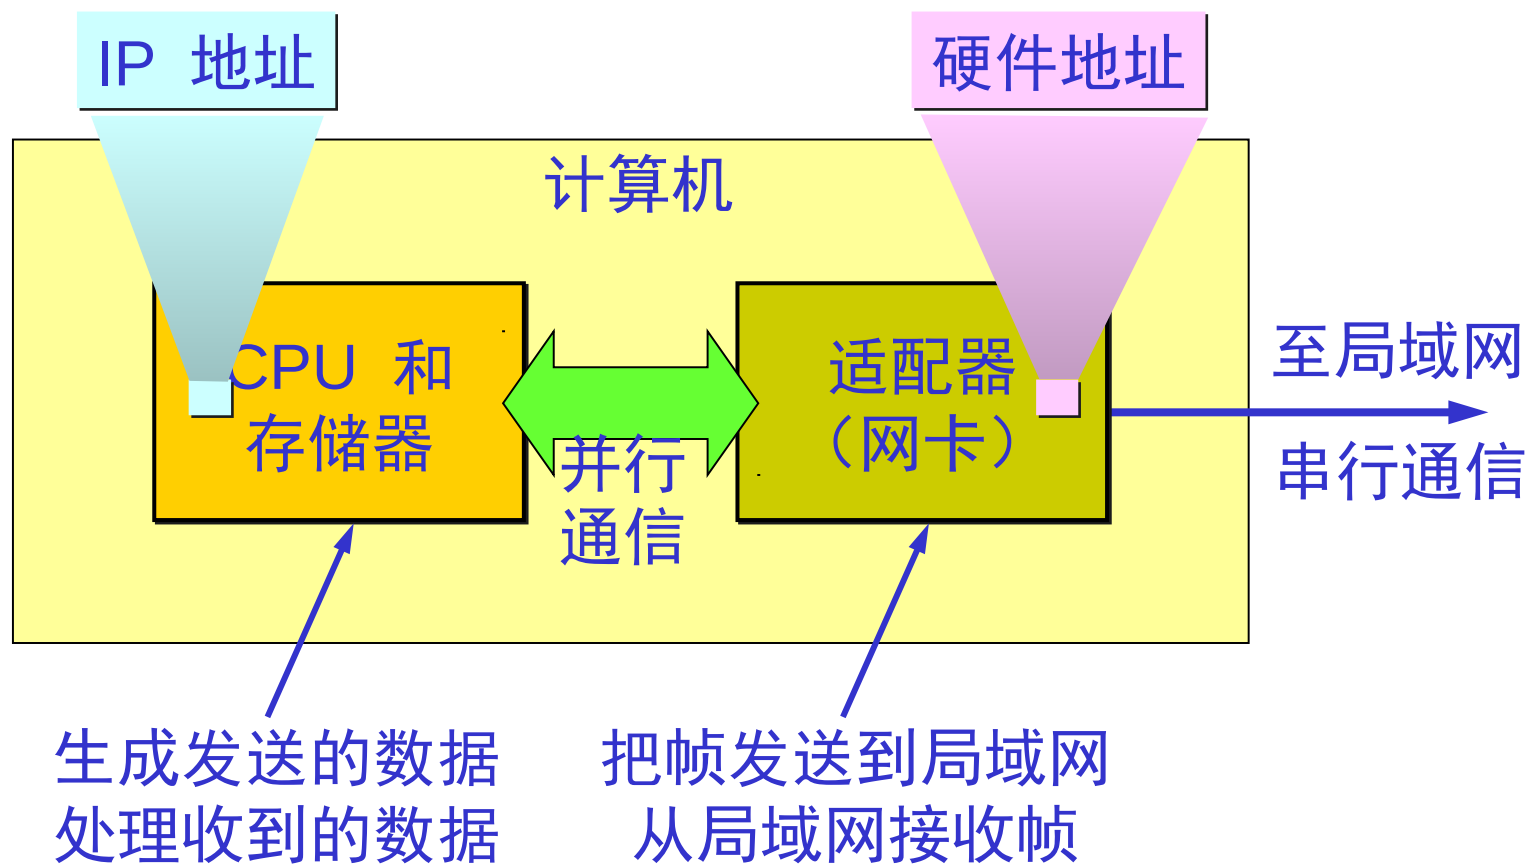 IP 地址
硬件地址
计算机
CPU 和
存储器
适配器
（网卡）
并行
通信
至局域网
串行通信
生成发送的数据
处理收到的数据
把帧发送到局域网
从局域网接收帧